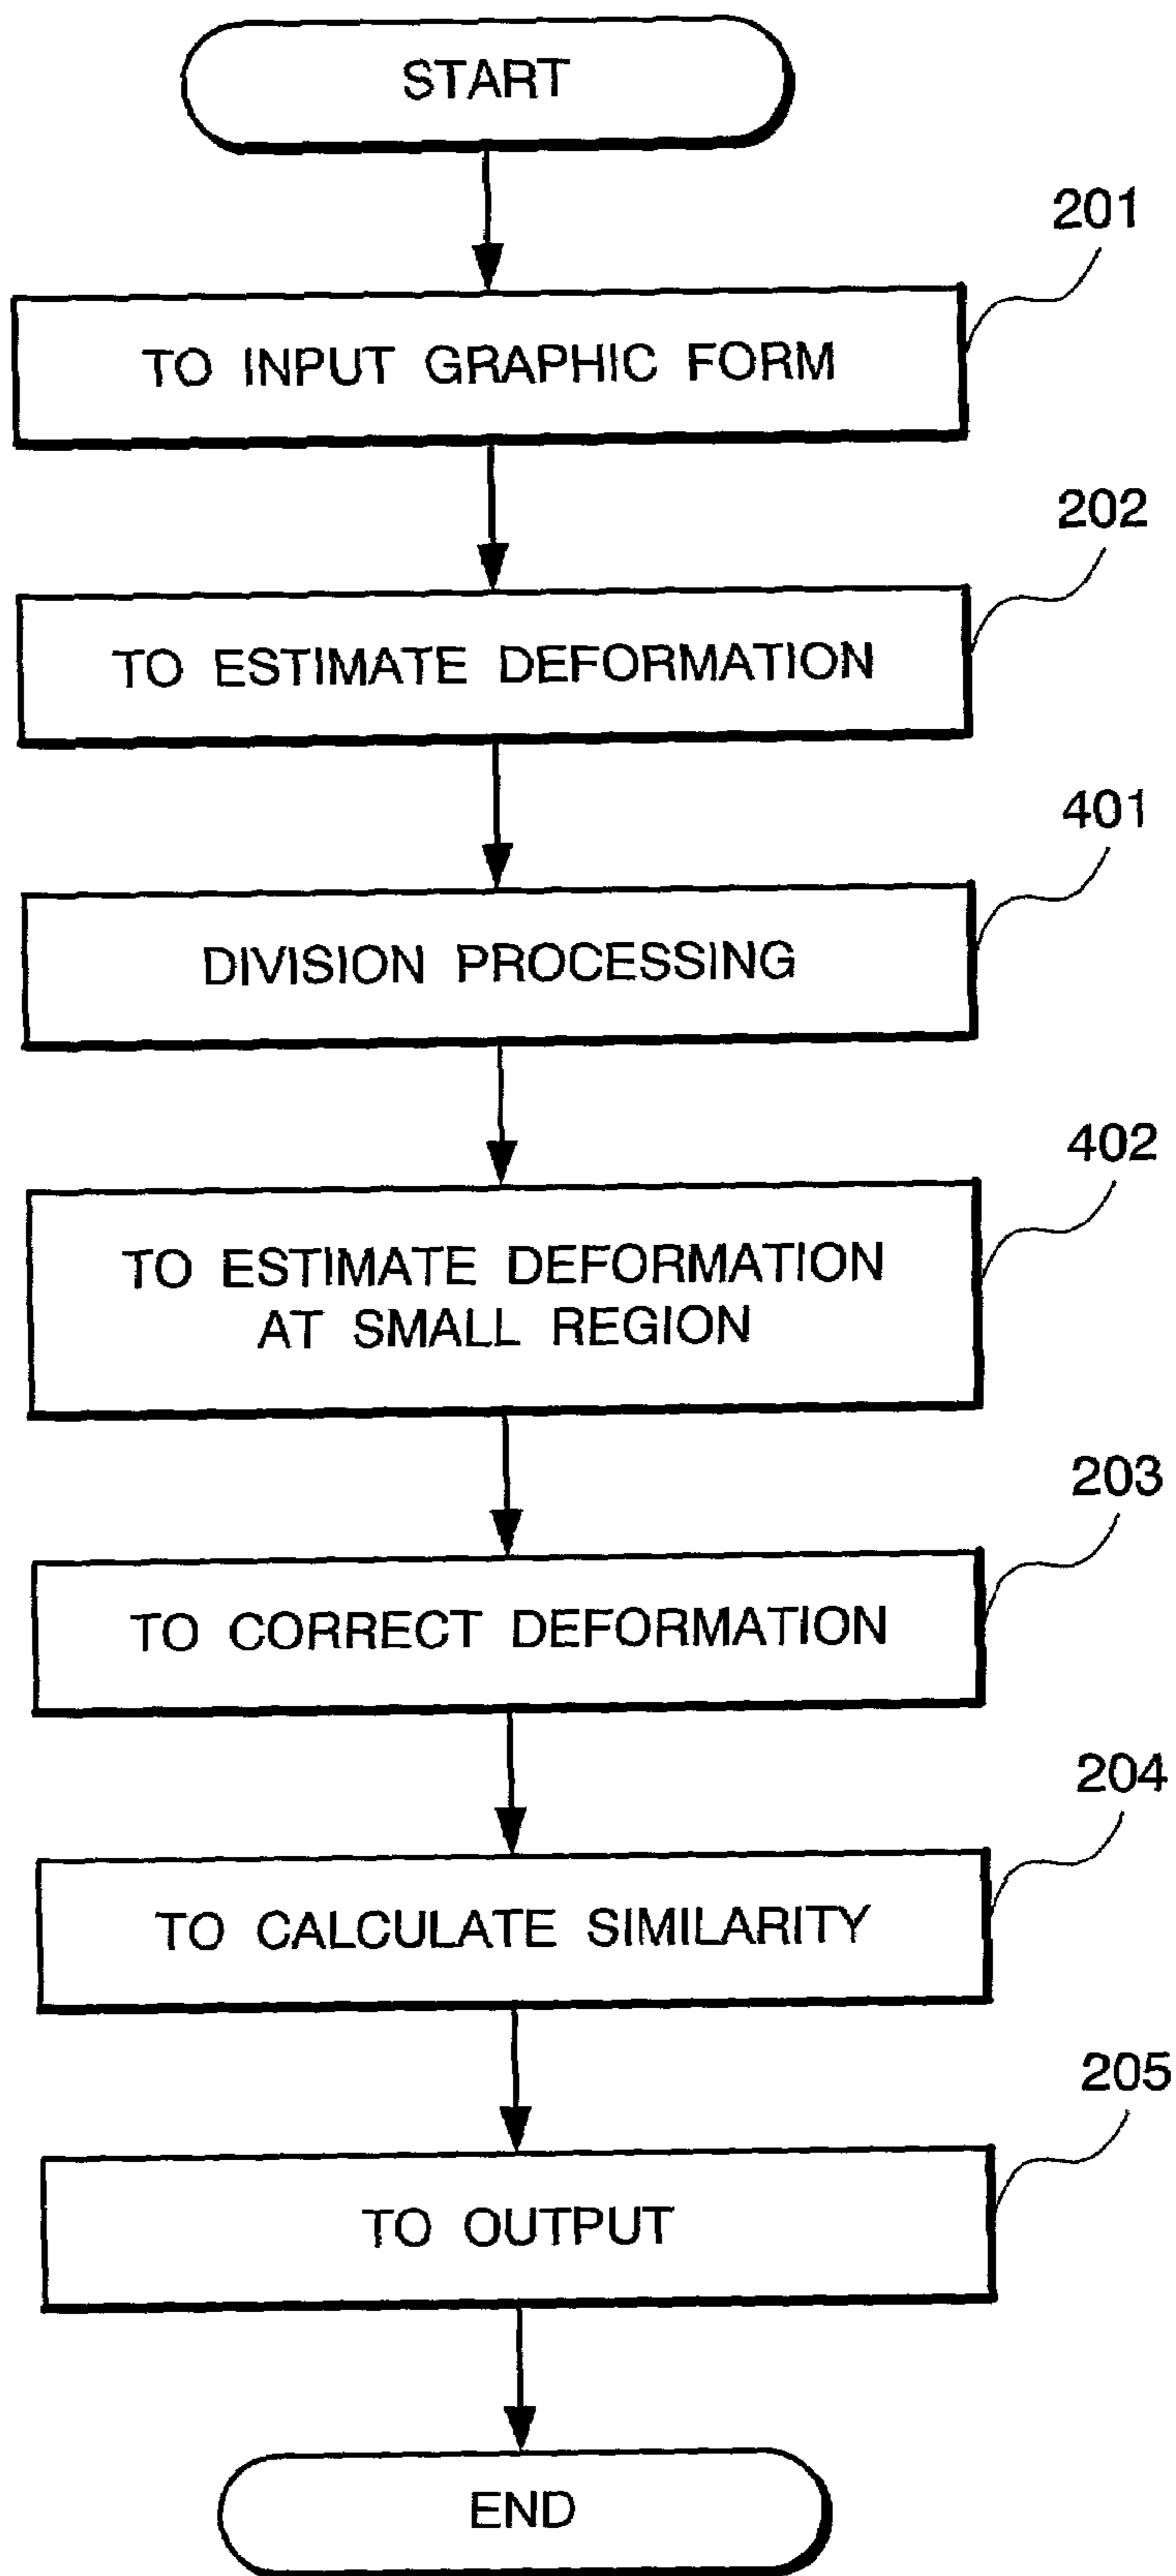 START
201
TO INPUT GRAPHIC FORM
202
TO ESTIMATE DEFORMATION
401
DIVISION PROCESSING
402
TO ESTIMATE DEFORMATION
AT SMALL REGION
203
TO CORRECT DEFORMATION
204
TO CALCULATE SIMILARITY
205
TO OUTPUT
END